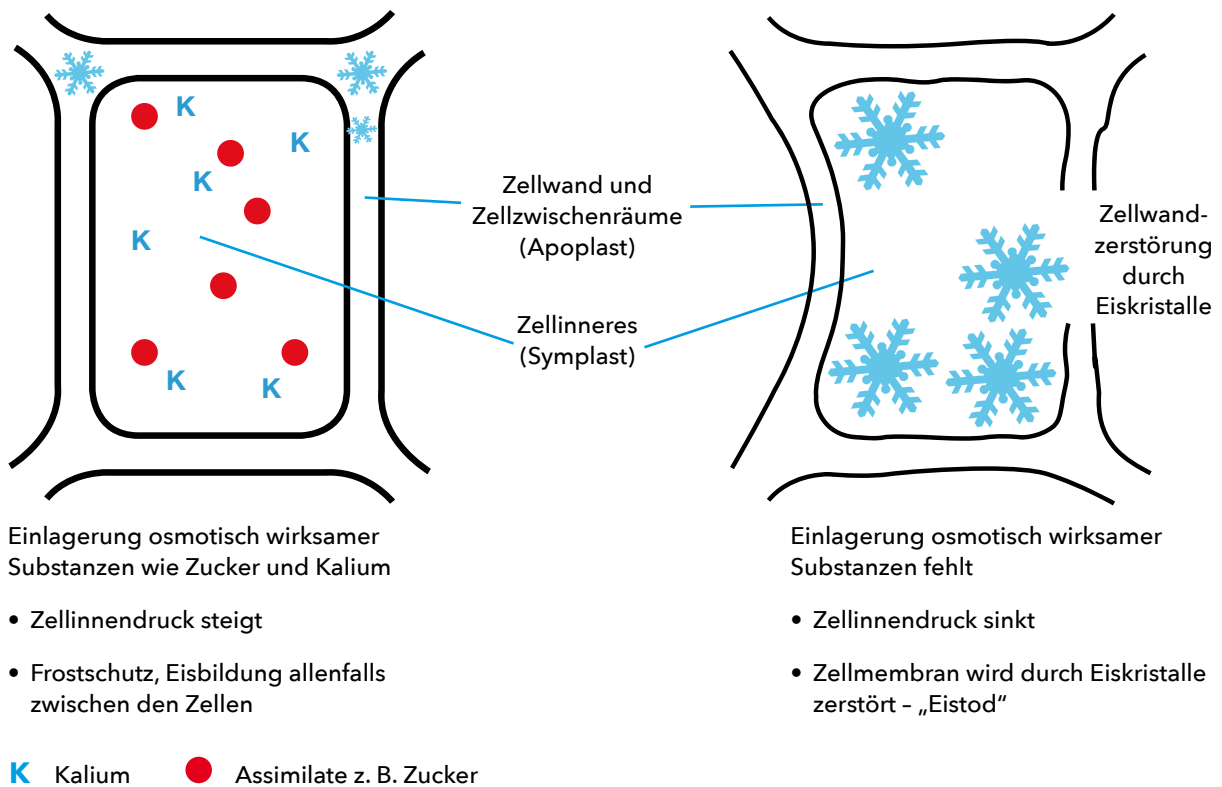 K
K
K
K
K
K
Zellwand und
Zellzwischenräume
(Apoplast)
Zellinneres
(Symplast)
Zellwand-
zerstörung
durch
Eiskristalle
Einlagerung osmotisch wirksamer
Substanzen wie Zucker und Kalium
• Zellinnendruck steigt
• Frostschutz, Eisbildung allenfalls
zwischen den Zellen
Einlagerung osmotisch wirksamer
Substanzen fehlt
• Zellinnendruck sinkt
• Zellmembran wird durch Eiskristalle
zerstört – „Eistod“
K Kalium
Assimilate z. B. Zucker